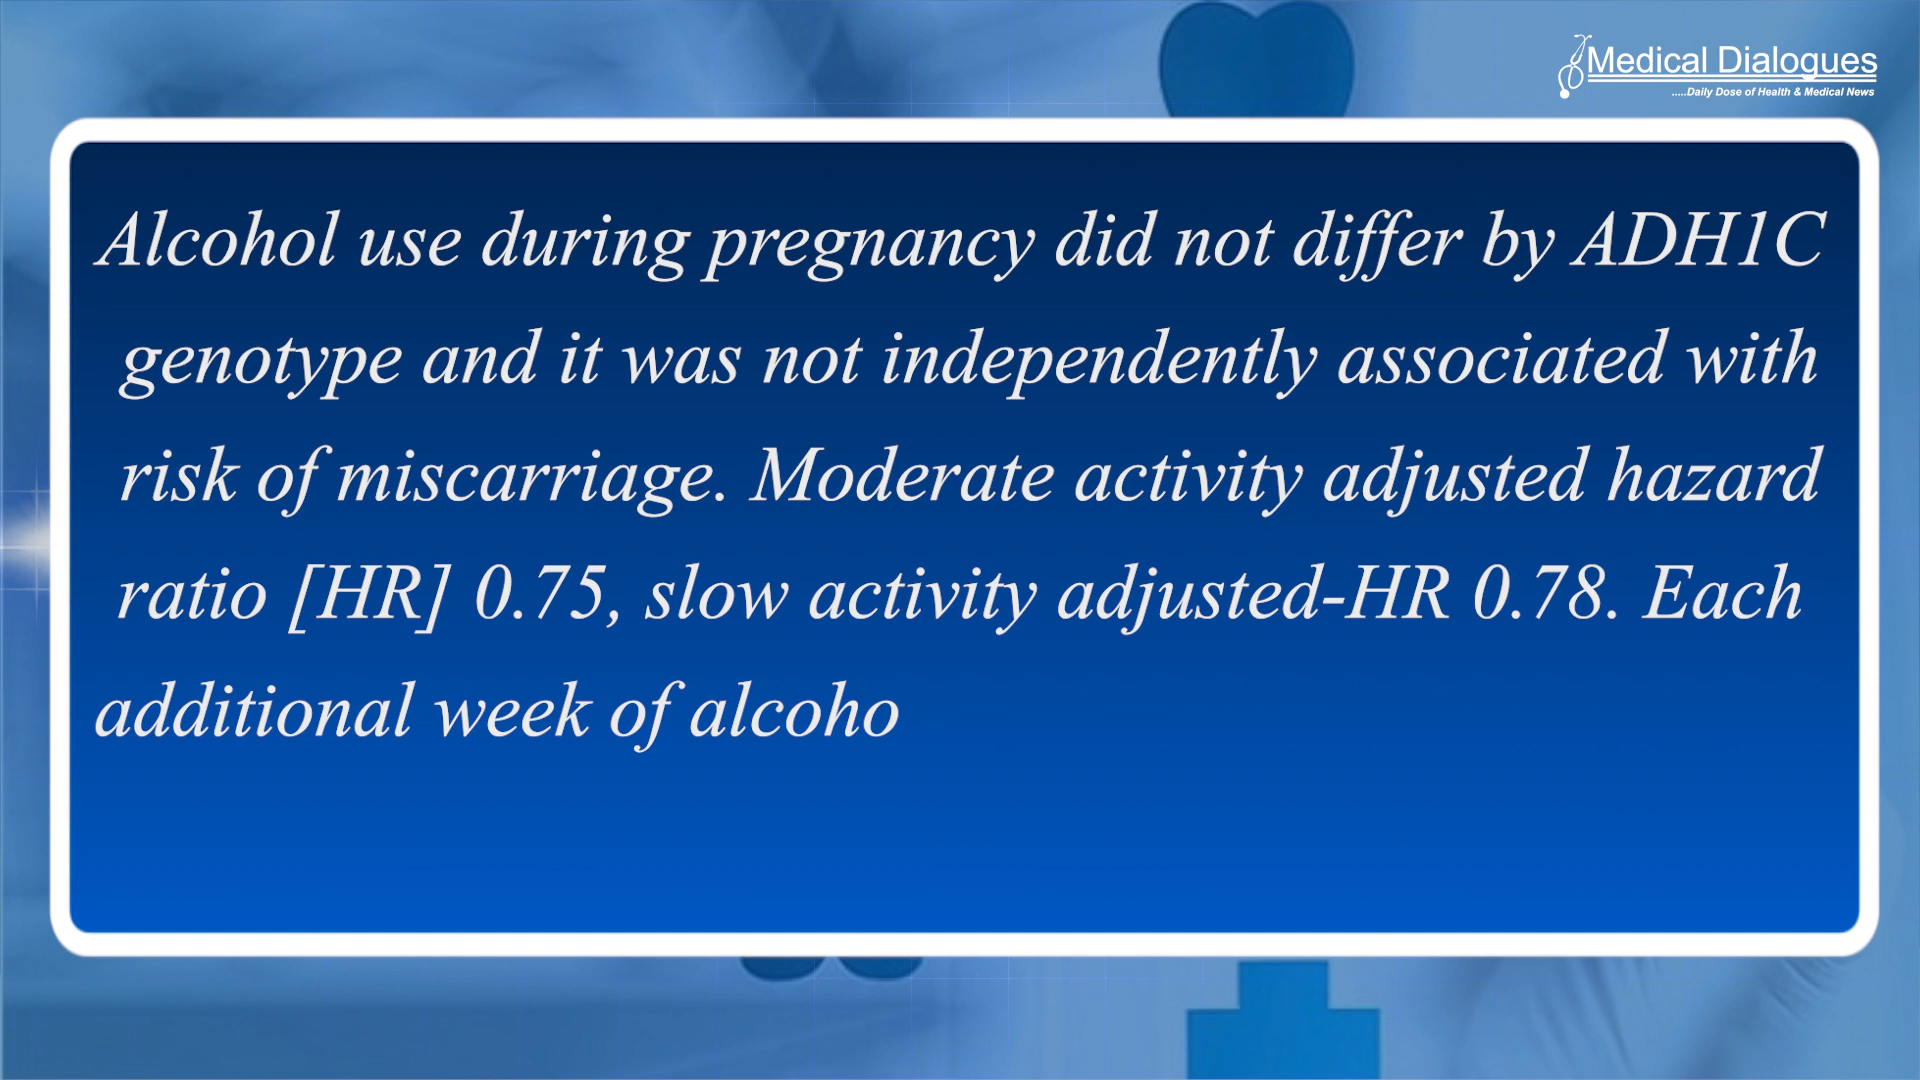 Medical Dialogues
.....Daily Dose of Health & Medical News
Alcohol use during pregnancy did not differ by ADH1C
genotype and it was not independently associated with
risk of miscarriage. Moderate activity adjusted hazard
ratio [HR] 0.75, slow activity adjusted-HR 0.78. Each
additional week of alcoho